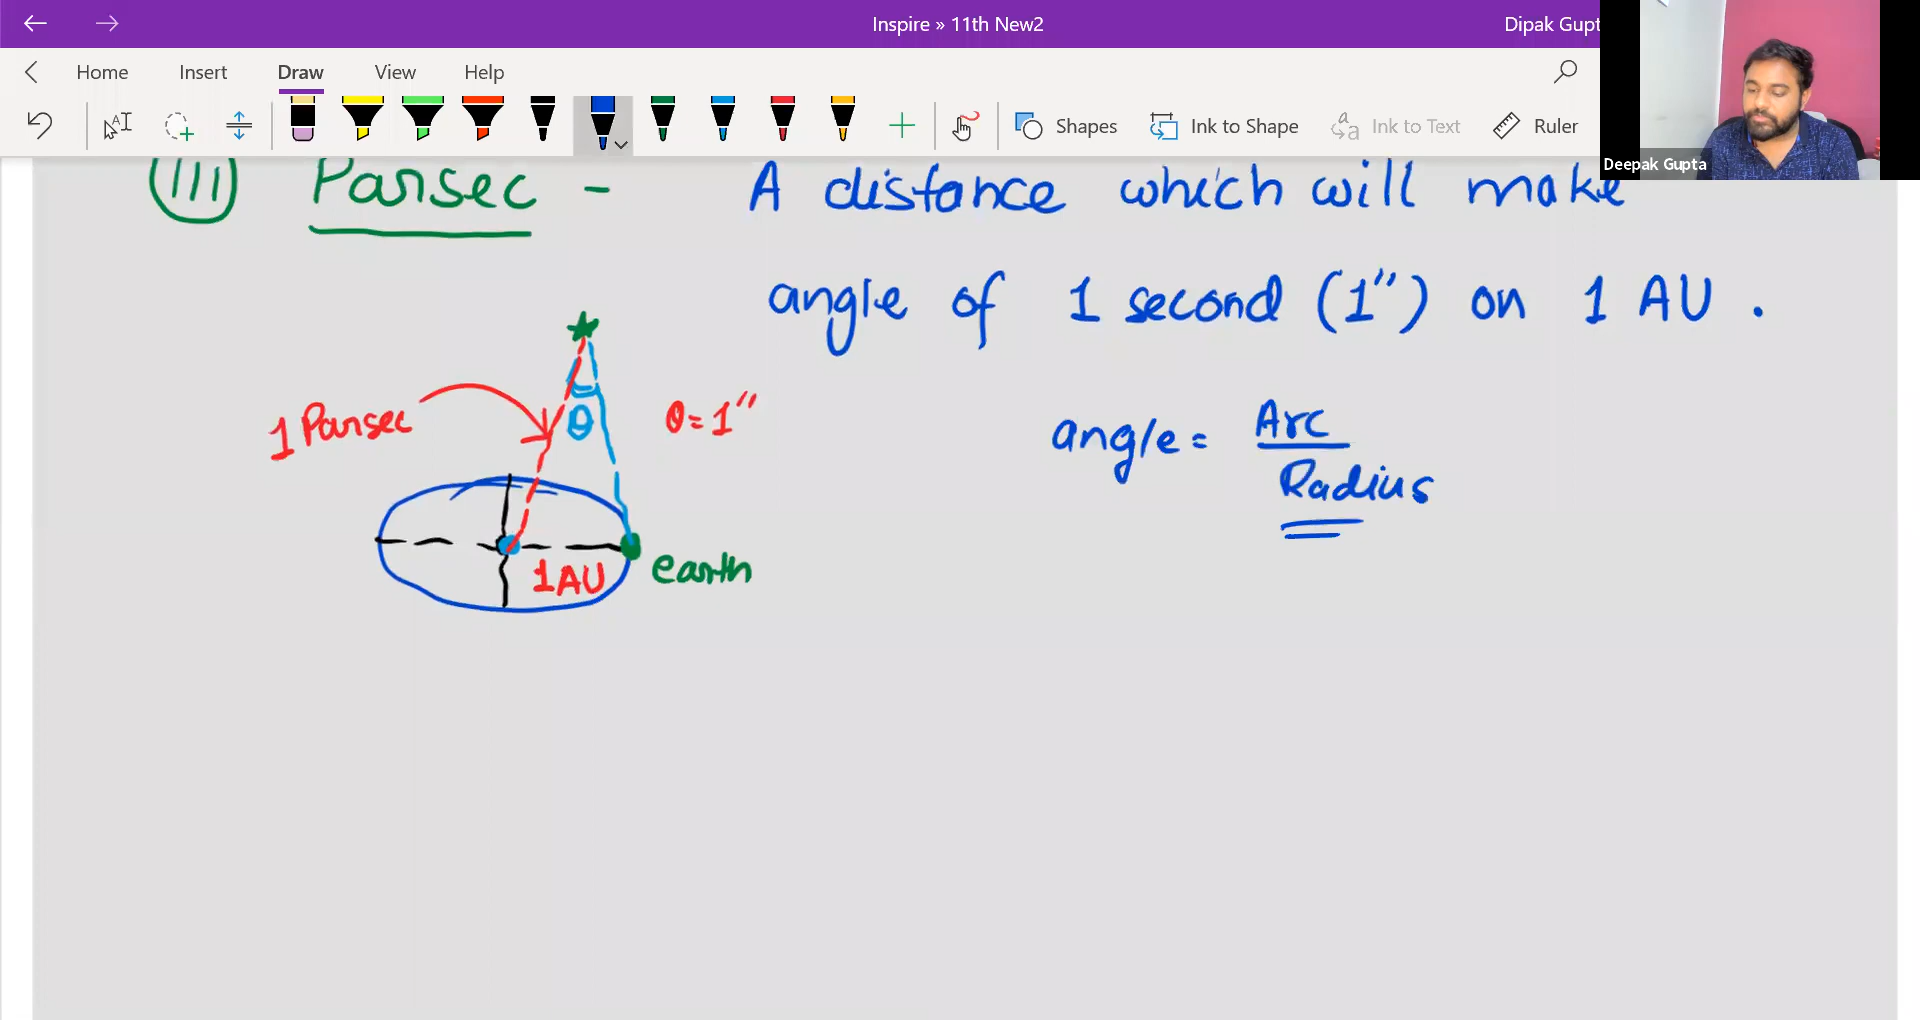 Inspire » 11th New2
Dipak Gupt
Home Insert Draw View Help
Shapes Ink to Shape Ink to Text Ruler
Deepak Gupta
(III) Parsec - A distance which will make
angle of 1 second (1") on 1 AU .
1 Parsec
θ
θ = 1"
angle = Arc
Radius
1 AU
earth